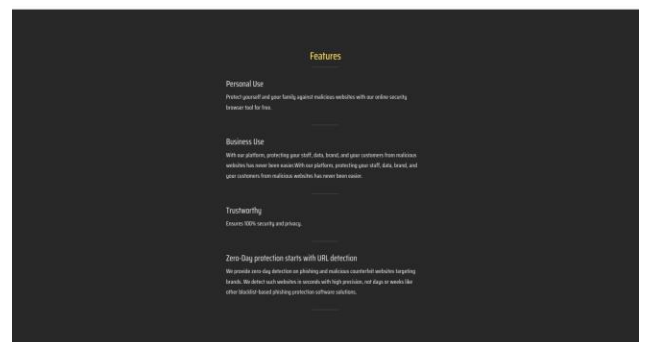 Features
Personal Use
Protect yourself and your family against malicious websites with our online security
browser tool for free.
Business Use
With our platform, protecting your staff, data, brand, and your customers from malicious
websites has never been easier.With our platform, protecting your staff, data, brand, and
your customers from malicious websites has never been easier.
Trustworthy
Ensures 100% security and privacy.
Zero-Day protection starts with URL detection
We provide zero-day detection on phishing and malicious counterfeit websites targeting
brands. We detect such websites in seconds with high precision, not days or weeks like
other blacklist-based phishing protection software solutions.